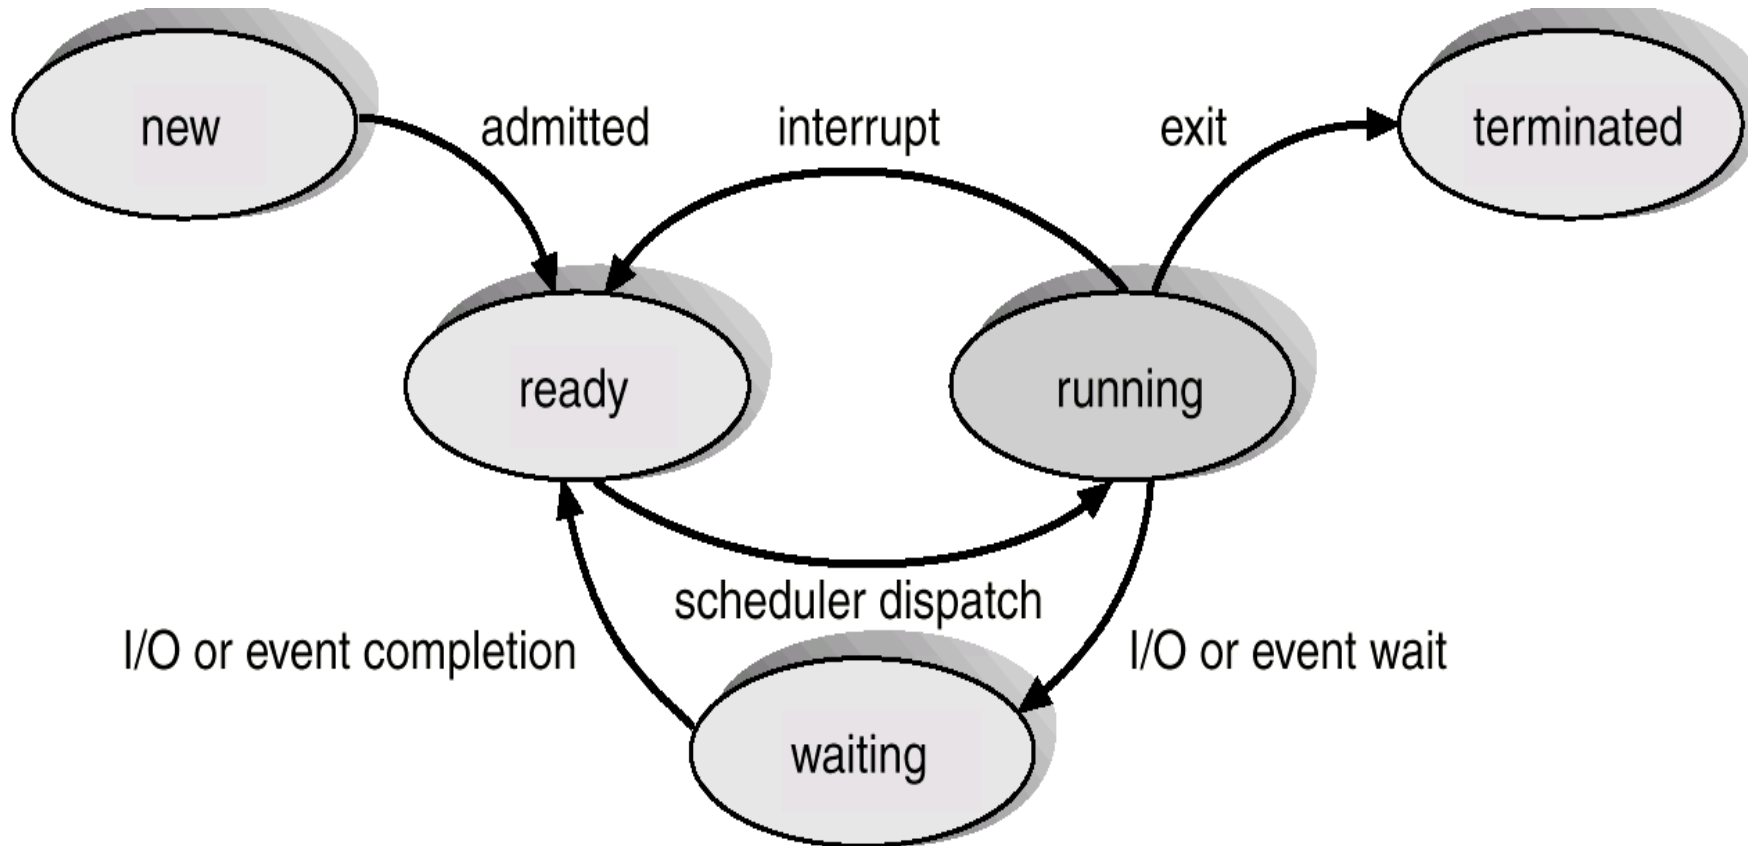 new
admitted
interrupt
exit
terminated
ready
running
scheduler dispatch
I/O or event completion
I/O or event wait
waiting